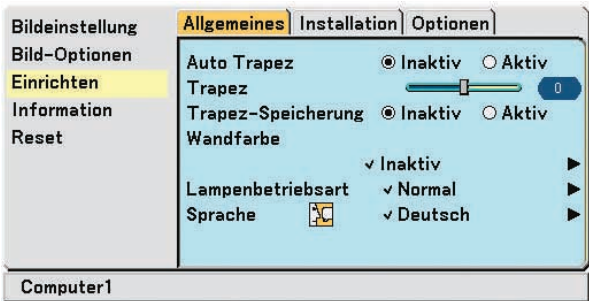 Bildeinstellung
Bild-Optionen
Einrichten
Information
Reset
Allgemeines Installation Optionen
Auto Trapez Inaktiv Aktiv
Trapez 0
Trapez-Speicherung Inaktiv Aktiv
Wandfarbe
✓ Inaktiv
Lampenbetriebsart ✓ Normal
Sprache ✓ Deutsch
Computer1